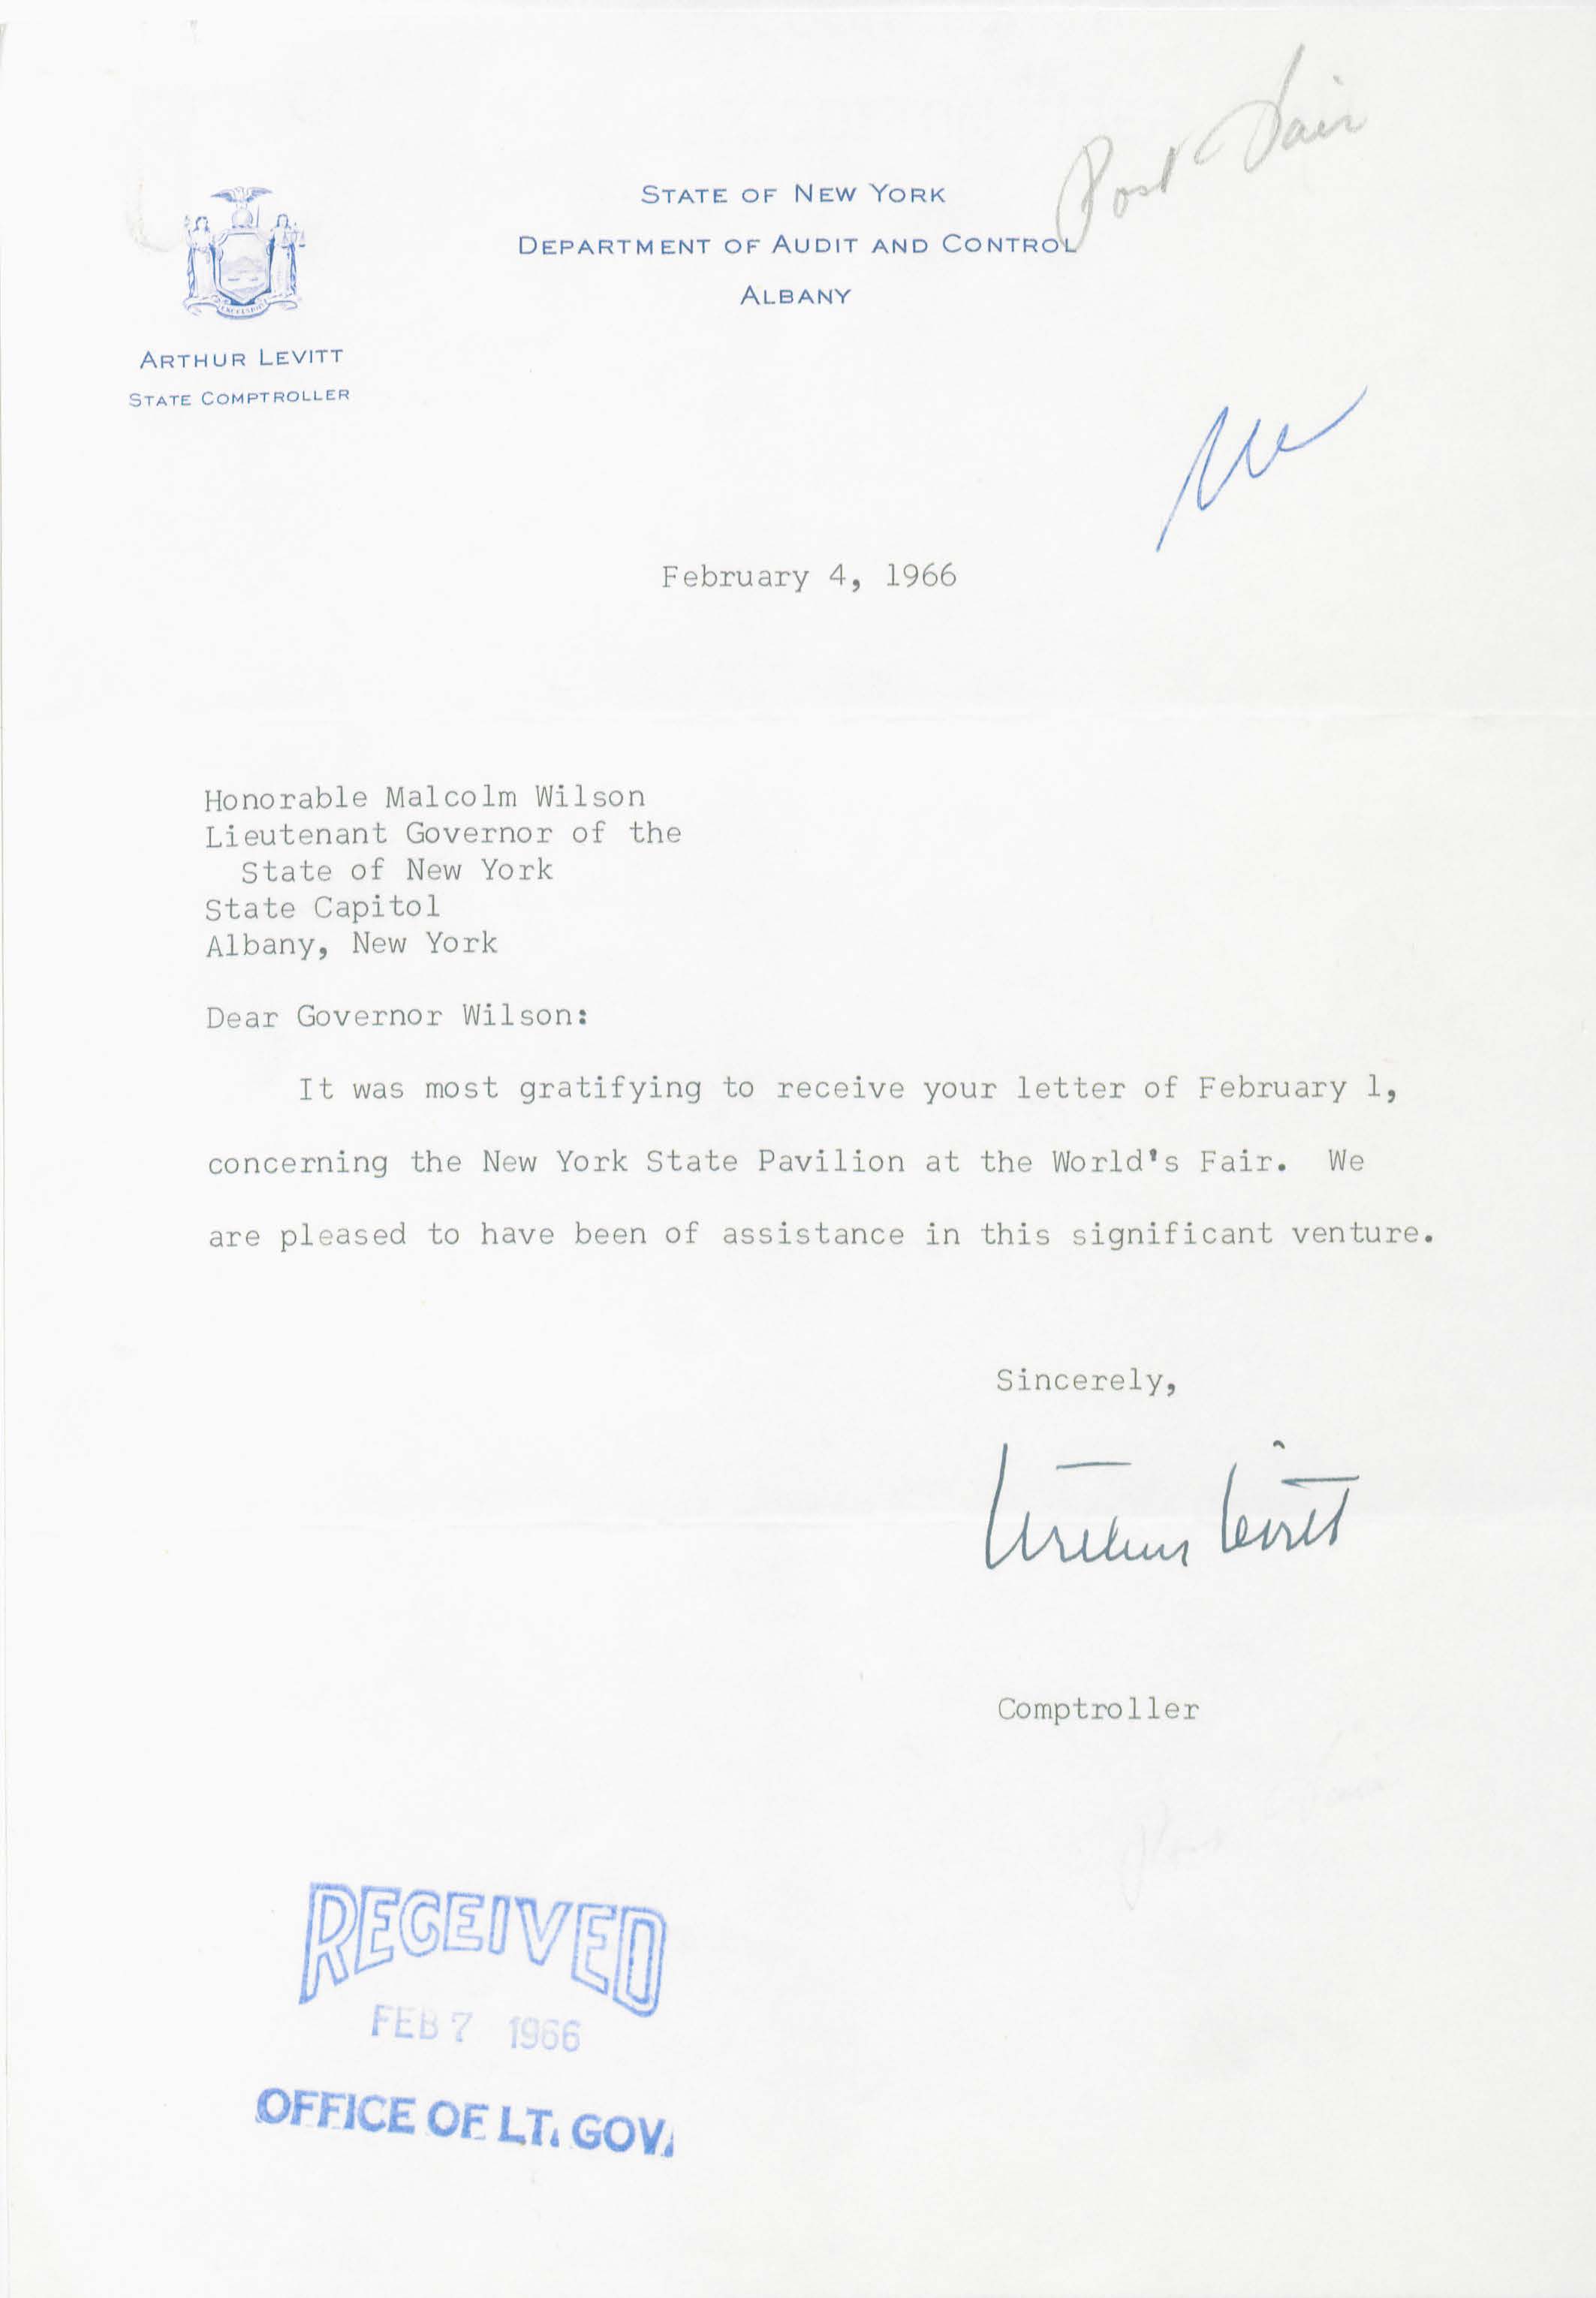 Post Fair
STATE OF NEW YORK
DEPARTMENT OF AUDIT AND CONTROL
ALBANY
EXCELSIOR
ARTHUR LEVITT
STATE COMPTROLLER
February 4, 1966
Honorable Malcolm Wilson
Lieutenant Governor of the
State of New York
State Capitol
Albany, New York
Dear Governor Wilson:
It was most gratifying to receive your letter of February 1,
concerning the New York State Pavilion at the World's Fair. We
are pleased to have been of assistance in this significant venture.
Sincerely,
Arthur Levitt
Comptroller
RECEIVED
FEB 7 1966
OFFICE OF LT. GOV.